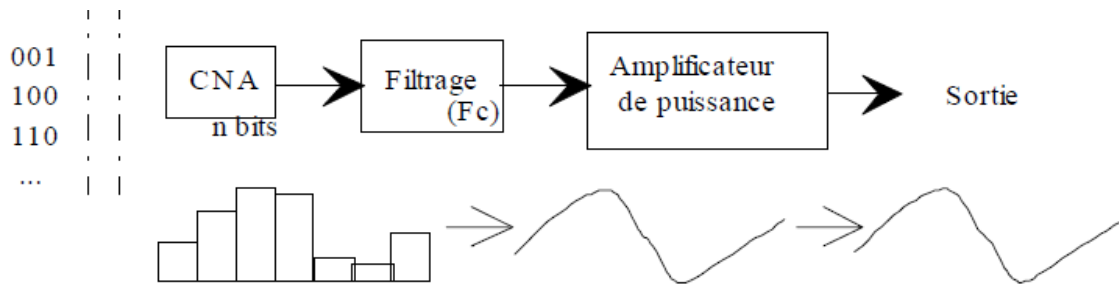 001
100
110
...
CNA
n bits
Filtrage
(Fc)
Amplificateur
de puissance
Sortie